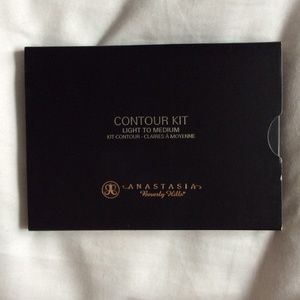 CONTOUR KIT
LIGHT TO MEDIUM
KIT CONTOUR - CLAIRES À MOYENNE
ANASTASIA
Beverly Hills®